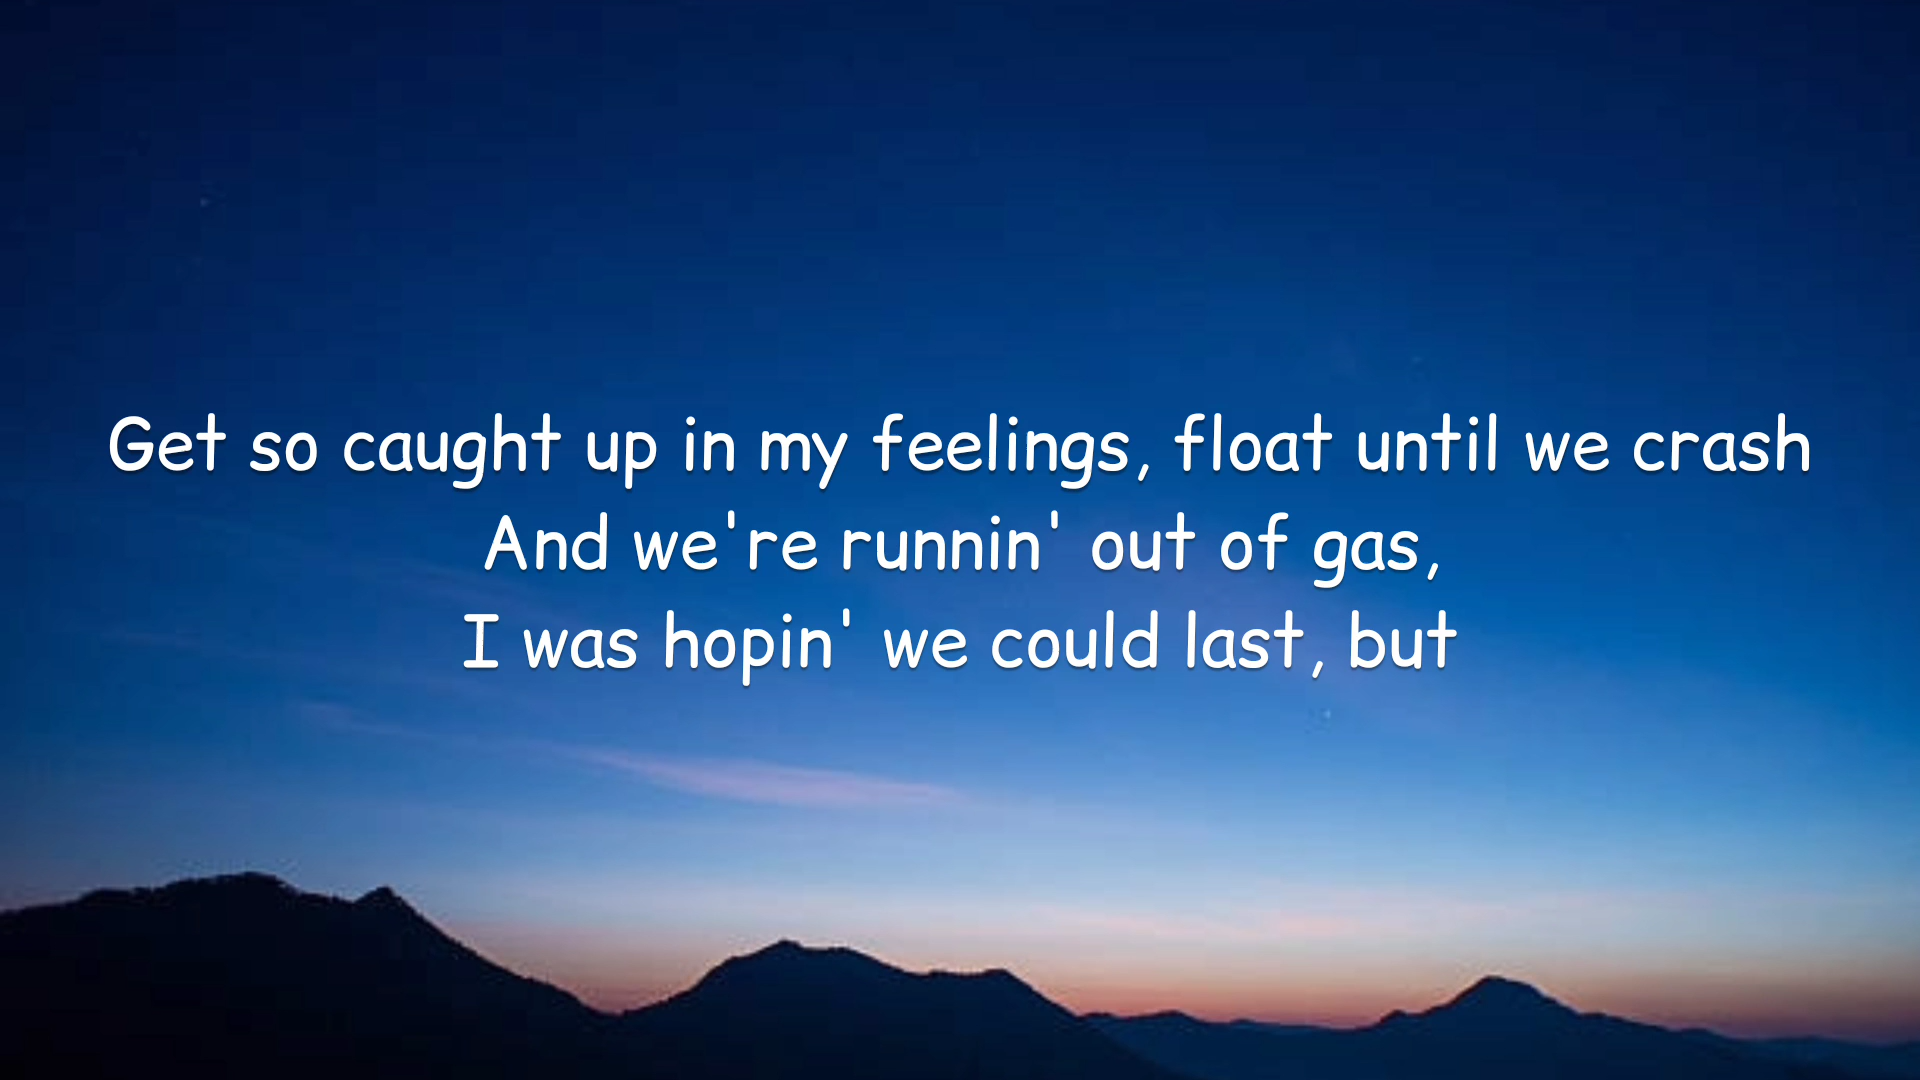 Get so caught up in my feelings, float until we crash
And we're runnin' out of gas,
I was hopin' we could last, but